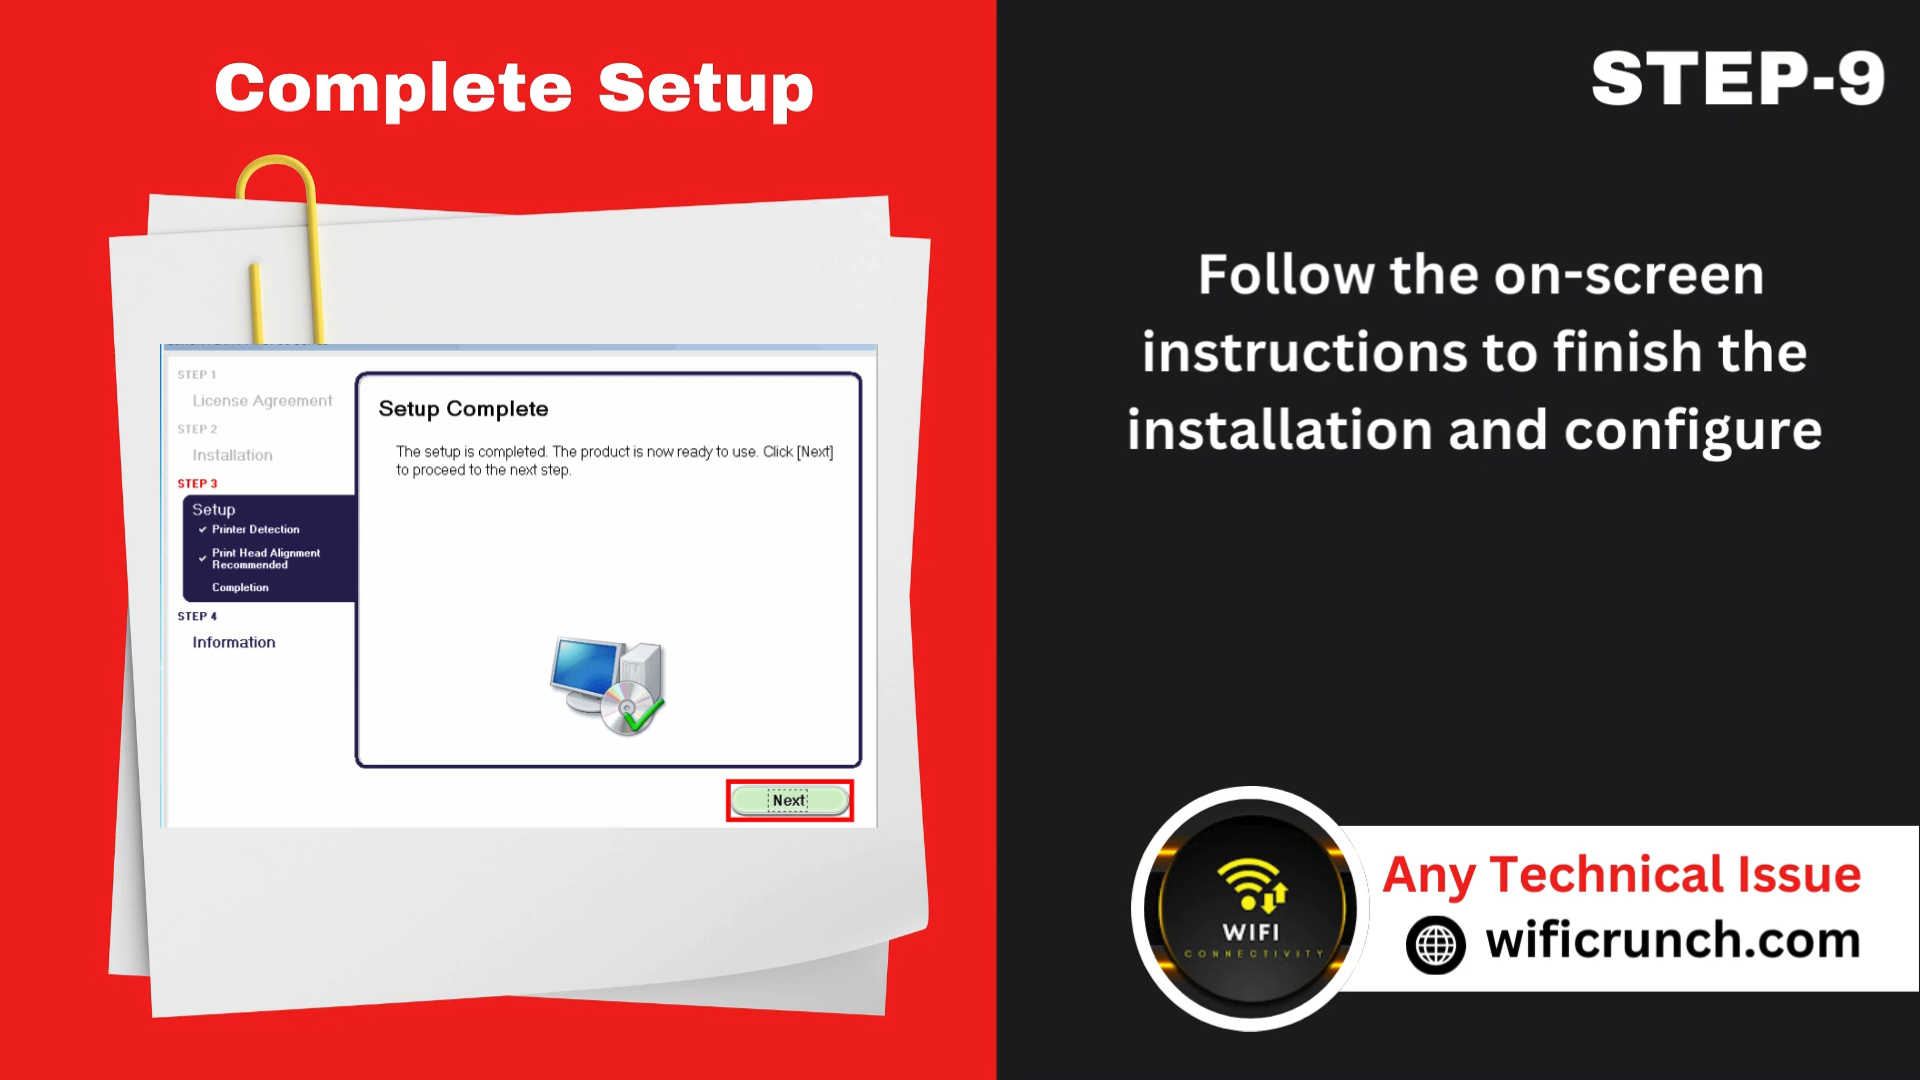 Complete Setup
STEP 1
License Agreement
STEP 2
Installation
STEP 3
Setup
Printer Detection
Print Head Alignment
Recommended
Completion
STEP 4
Information
Setup Complete
The setup is completed. The product is now ready to use. Click [Next]
to proceed to the next step.
Next
STEP-9
Follow the on-screen
instructions to finish the
installation and configure
WIFI
CONNECTIVITY
Any Technical Issue
wificrunch.com